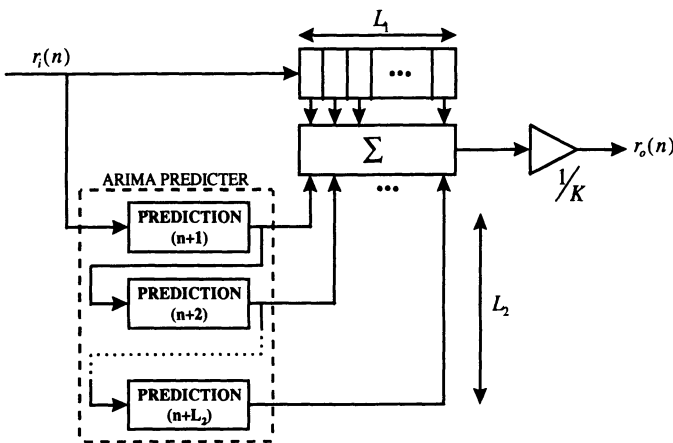 L₁
rᵢ(n)
•••
Σ
rₒ(n)
1/K
•••
ARIMA PREDICTER
PREDICTION
(n+1)
PREDICTION
(n+2)
L₂
PREDICTION
(n+L₂)